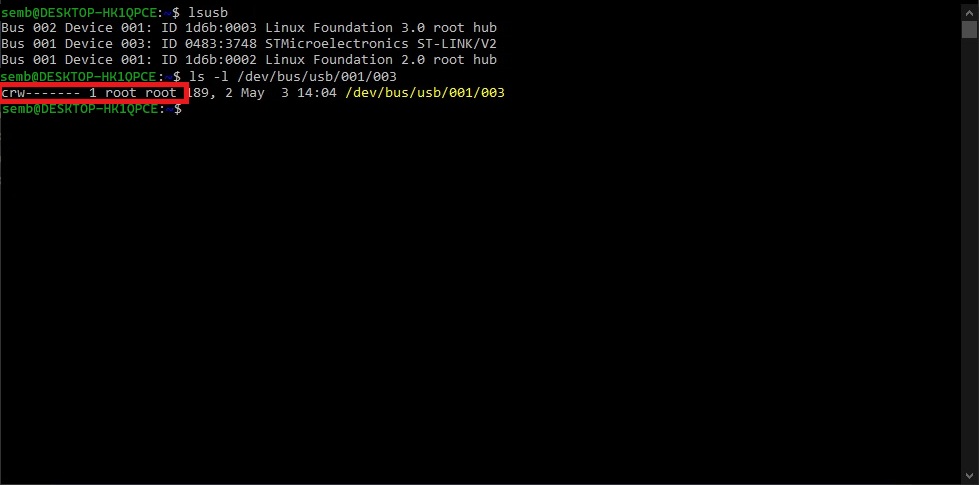 semb@DESKTOP-HK1QPCE:~$ lsusb
Bus 002 Device 001: ID 1d6b:0003 Linux Foundation 3.0 root hub
Bus 001 Device 003: ID 0483:3748 STMicroelectronics ST-LINK/V2
Bus 001 Device 001: ID 1d6b:0002 Linux Foundation 2.0 root hub
semb@DESKTOP-HK1QPCE:~$ ls -l /dev/bus/usb/001/003
crw------- 1 root root 189, 2 May  3 14:04 /dev/bus/usb/001/003
semb@DESKTOP-HK1QPCE:~$